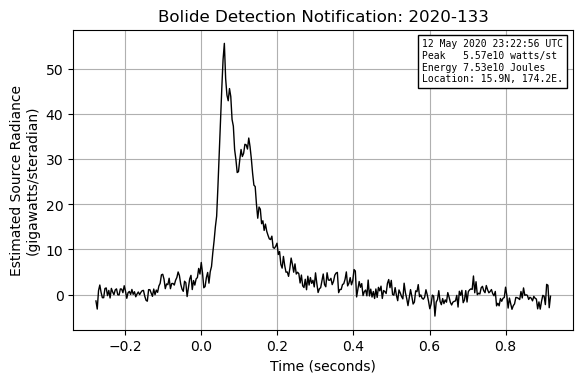 Bolide Detection Notification: 2020-133
12 May 2020 23:22:56 UTC
Peak 5.57e10 watts/st
Energy 7.53e10 Joules
Location: 15.9N, 174.2E.
Estimated Source Radiance
(gigawatts/steradian)
50
40
30
20
10
0
−0.2 0.0 0.2 0.4 0.6 0.8
Time (seconds)